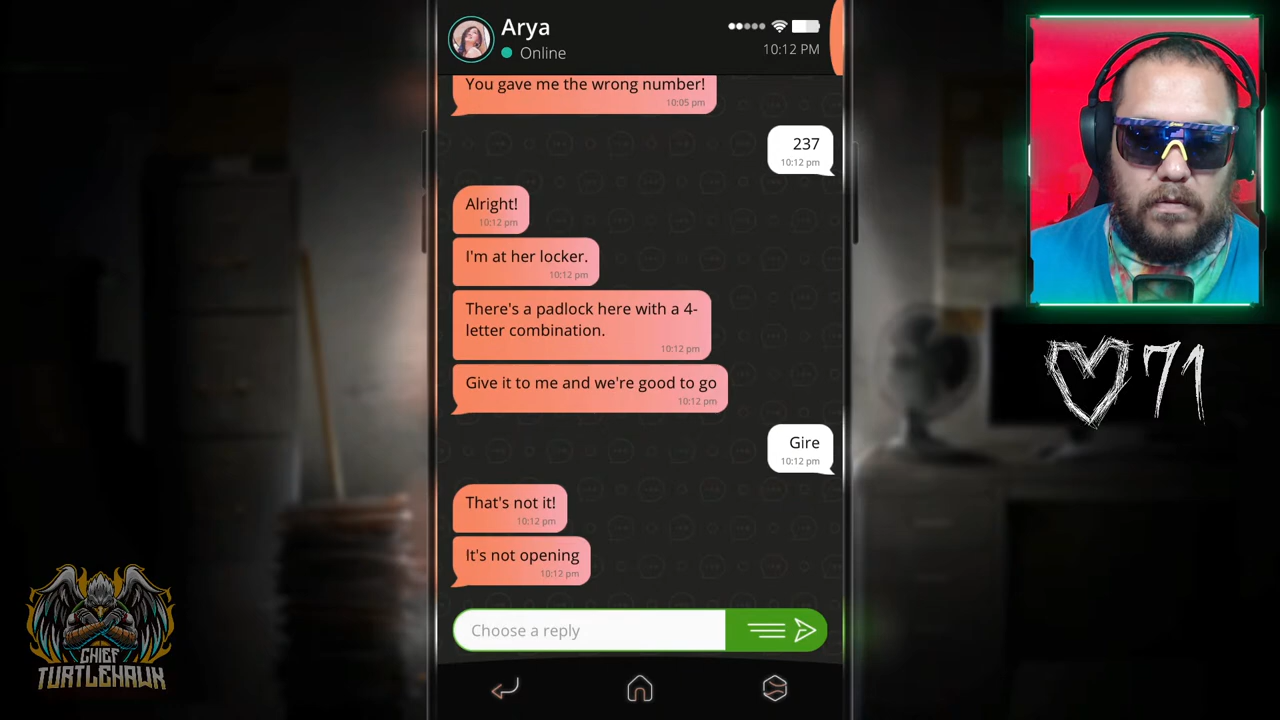 Arya
Online
10:12 PM
You gave me the wrong number!
10:05 pm
237
10:12 pm
Alright!
10:12 pm
I'm at her locker.
10:12 pm
There's a padlock here with a 4-
letter combination.
10:12 pm
Give it to me and we're good to go
10:12 pm
Gire
10:12 pm
That's not it!
10:12 pm
It's not opening
10:12 pm
Choose a reply
71
CHIEF
TURTLEHAWK